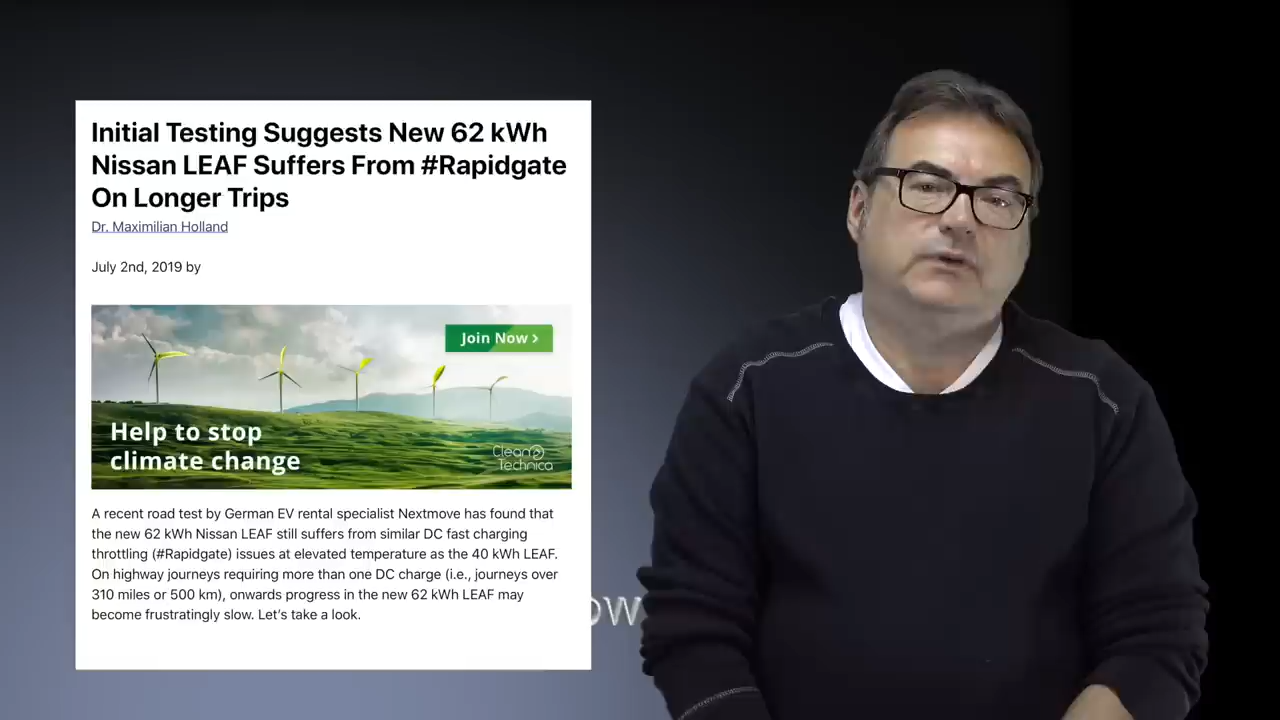 Initial Testing Suggests New 62 kWh
Nissan LEAF Suffers From #Rapidgate
On Longer Trips
Dr. Maximilian Holland
July 2nd, 2019 by
Join Now >
Help to stop
climate change
Clean
Technica
A recent road test by German EV rental specialist Nextmove has found that
the new 62 kWh Nissan LEAF still suffers from similar DC fast charging
throttling (#Rapidgate) issues at elevated temperature as the 40 kWh LEAF.
On highway journeys requiring more than one DC charge (i.e., journeys over
310 miles or 500 km), onwards progress in the new 62 kWh LEAF may
become frustratingly slow. Let's take a look.